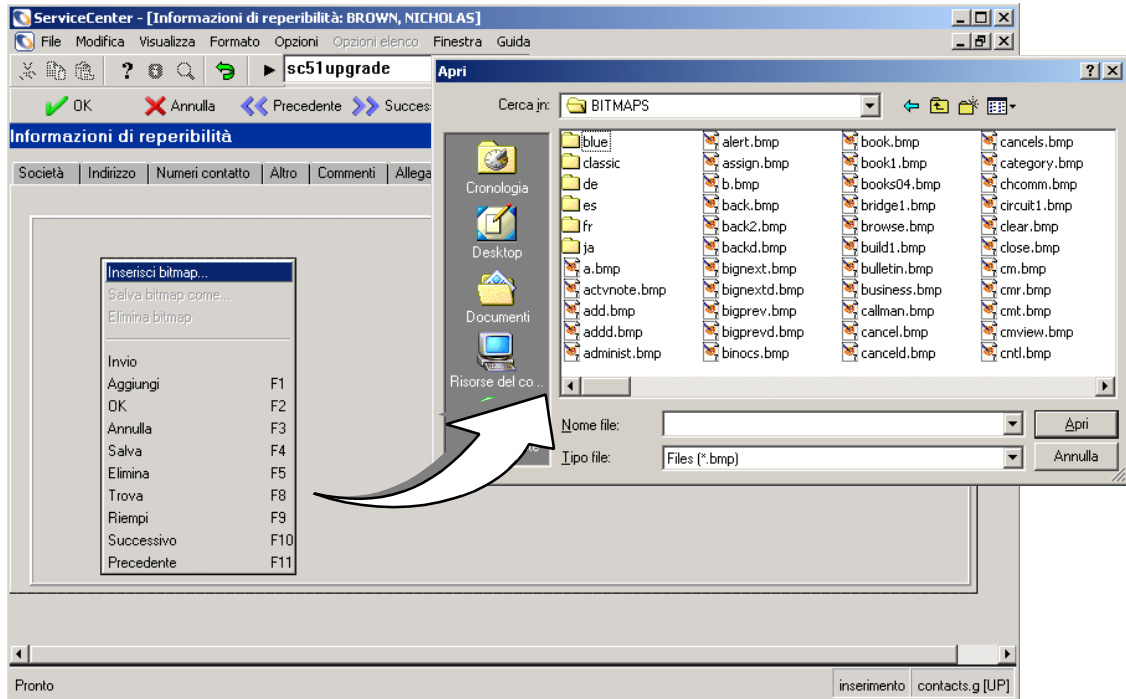 ServiceCenter - [Informazioni di reperibilità: BROWN, NICHOLAS]
File Modifica Visualizza Formato Opzioni Opzioni elenco Finestra Guida
sc51upgrade
OK Annulla Precedente Succes
Informazioni di reperibilità
Società Indirizzo Numeri contatto Altro Commenti Allega
Inserisci bitmap...
Salva bitmap come...
Elimina bitmap
Invio
Aggiungi F1
OK F2
Annulla F3
Salva F4
Elimina F5
Trova F8
Riempi F9
Successivo F10
Precedente F11
Apri
Cerca in: BITMAPS
Cronologia
Desktop
Documenti
Risorse del co...
blue
classic
de
es
fr
ja
a.bmp
actvnote.bmp
add.bmp
addd.bmp
administ.bmp
alert.bmp
assign.bmp
b.bmp
back.bmp
back2.bmp
backd.bmp
bignext.bmp
bignextd.bmp
bigprev.bmp
bigprevd.bmp
binocs.bmp
book.bmp
book1.bmp
books04.bmp
bridge1.bmp
browse.bmp
build1.bmp
bulletin.bmp
business.bmp
callman.bmp
cancel.bmp
canceld.bmp
cancels.bmp
category.bmp
chcomm.bmp
circuit1.bmp
clear.bmp
close.bmp
cm.bmp
cmr.bmp
cmt.bmp
cmview.bmp
cntl.bmp
Nome file: Apri
Tipo file: Files (*.bmp) Annulla
Pronto inserimento contacts.g [UP]